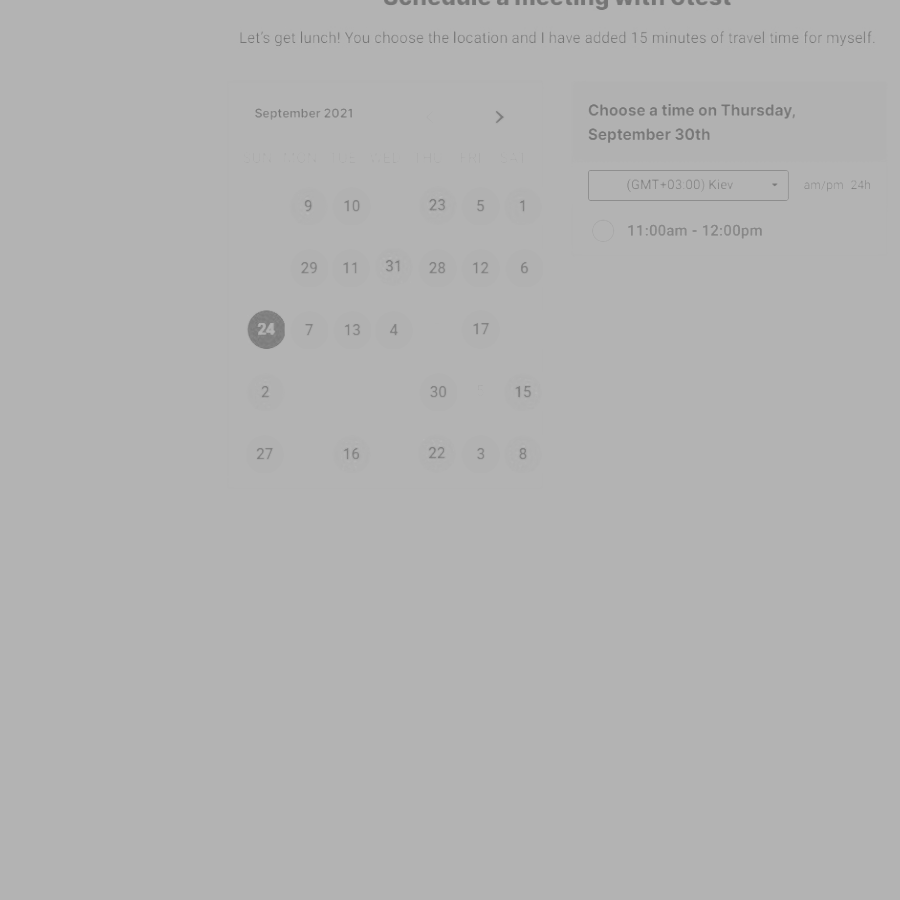 Schedule a meeting with Jtest
Let's get lunch! You choose the location and I have added 15 minutes of travel time for myself.
September 2021
SUN MON TUE WED THU FRI SAT
9 10 23 5 1
29 11 31 28 12 6
24 7 13 4 17
2 30 15
27 16 22 3 8
Choose a time on Thursday,
September 30th
(GMT+03:00) Kiev am/pm 24h
11:00am - 12:00pm